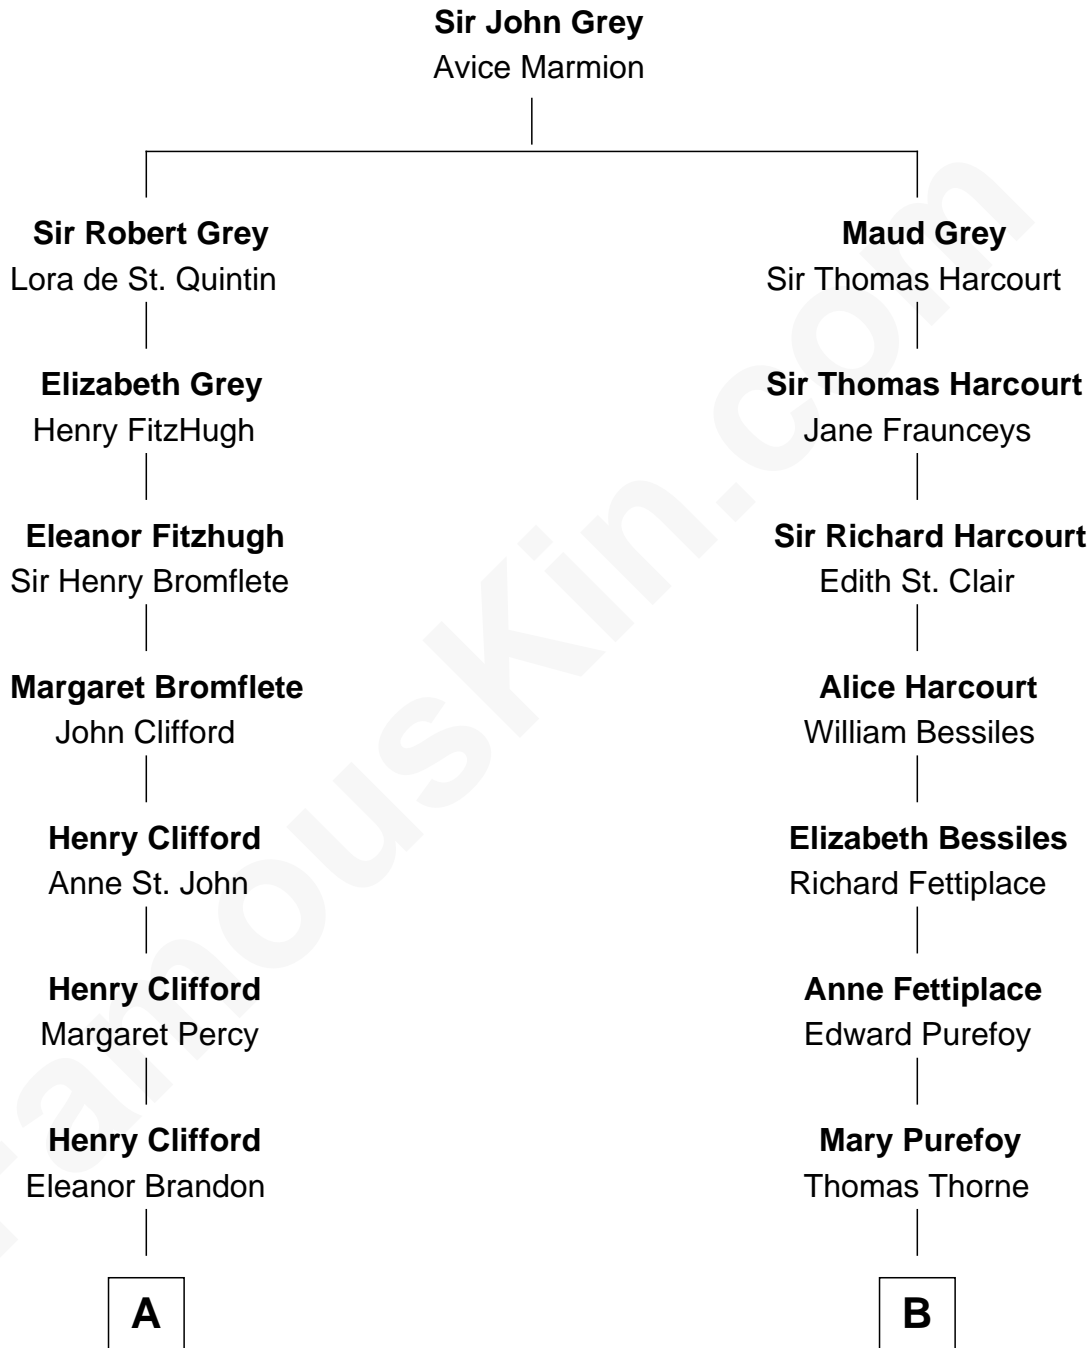 Sir John Grey
Avice Marmion
Sir Robert Grey
Lora de St. Quintin
Maud Grey
Sir Thomas Harcourt
Elizabeth Grey
Henry FitzHugh
Sir Thomas Harcourt
Jane Fraunceys
Eleanor Fitzhugh
Sir Henry Bromflete
Sir Richard Harcourt
Edith St. Clair
Margaret Bromflete
John Clifford
Alice Harcourt
William Bessiles
Henry Clifford
Anne St. John
Elizabeth Bessiles
Richard Fettiplace
Henry Clifford
Margaret Percy
Anne Fettiplace
Edward Purefoy
Henry Clifford
Eleanor Brandon
Mary Purefoy
Thomas Thorne
A
B
FamousKin.com